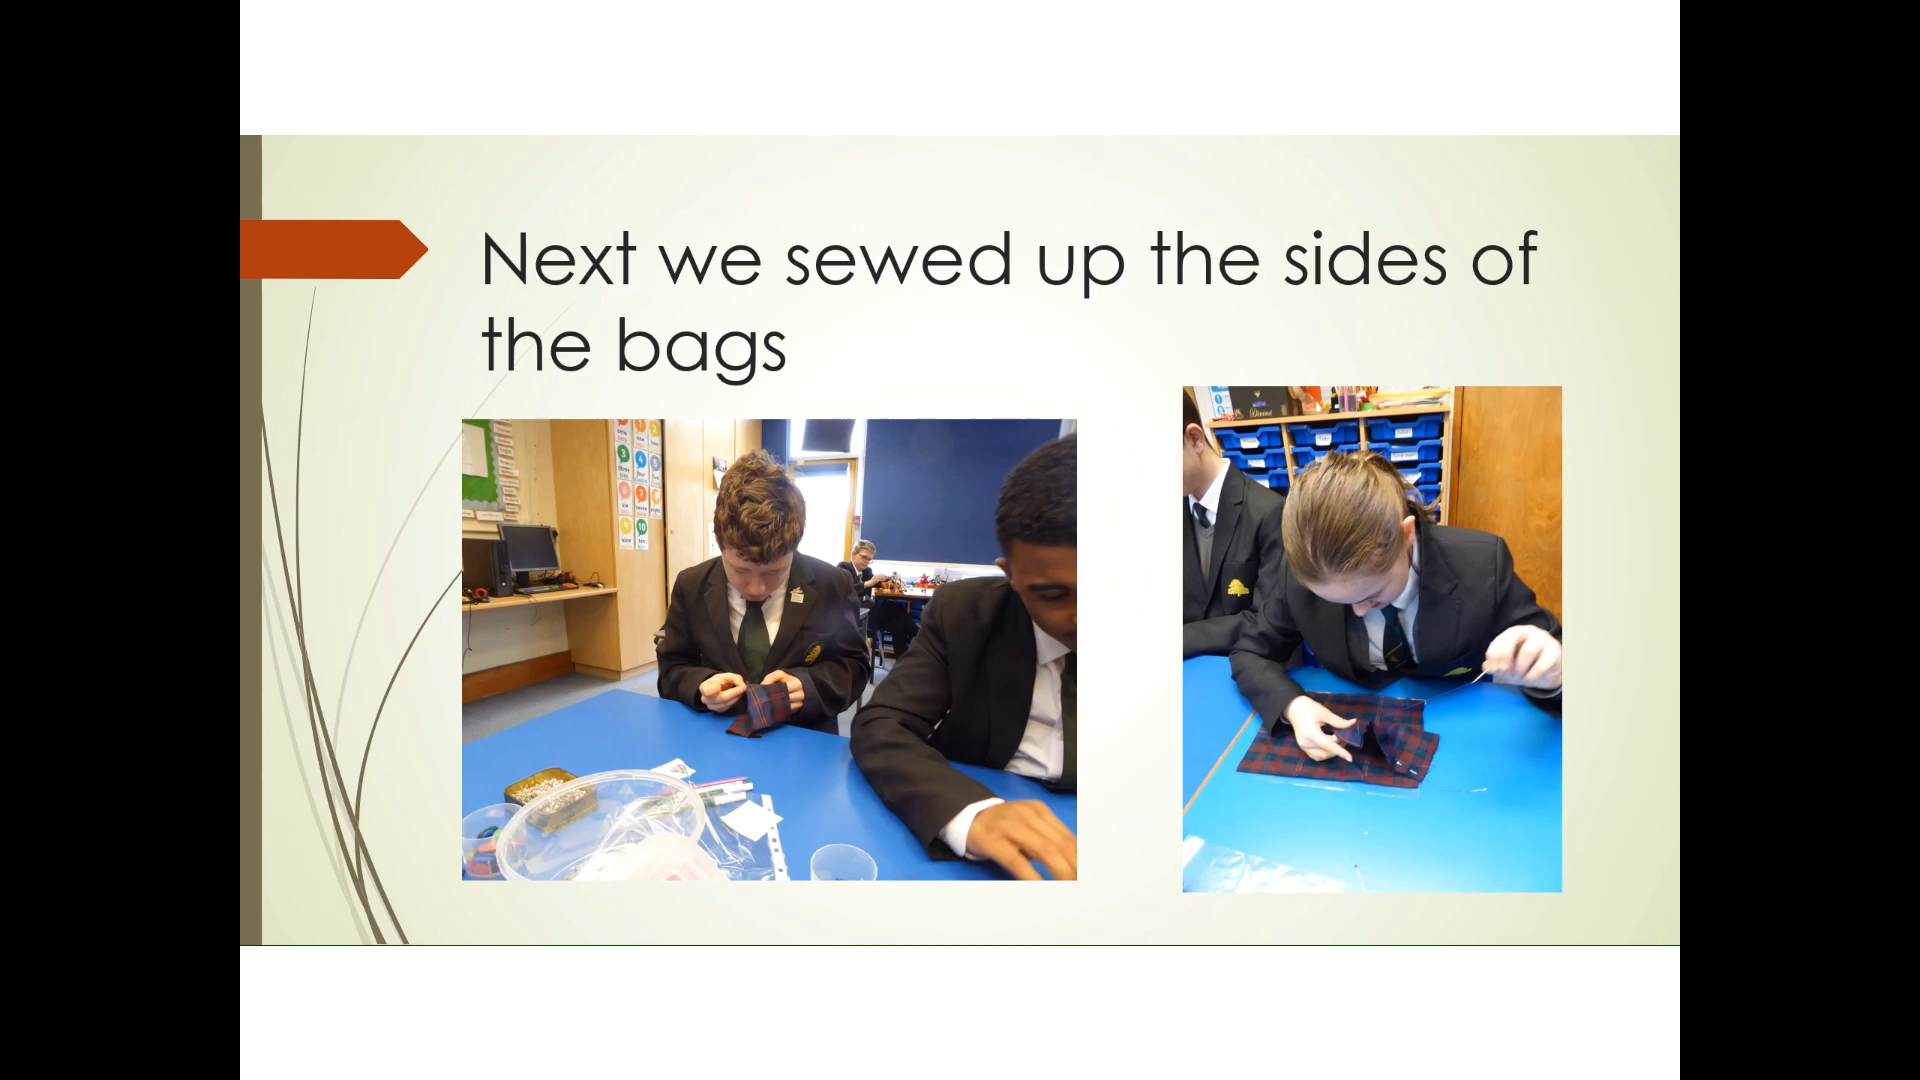 Next we sewed up the sides of
the bags